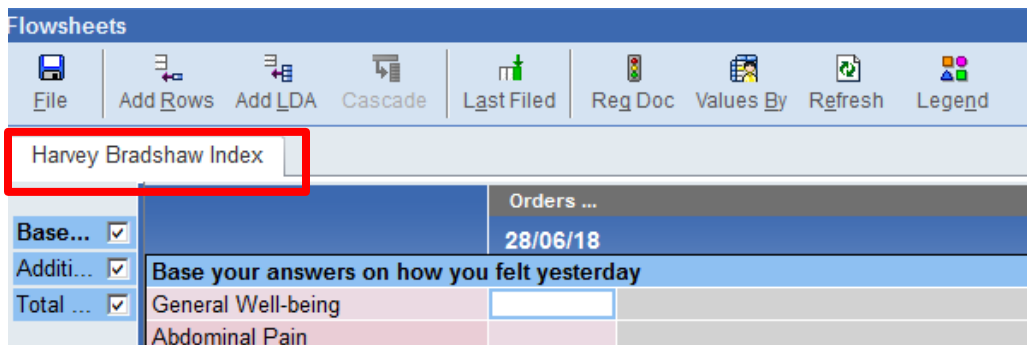 Flowsheets
File Add Rows Add LDA Cascade Last Filed Reg Doc Values By Refresh Legend
Harvey Bradshaw Index
Orders ...
Base... 28/06/18
Additi... Base your answers on how you felt yesterday
Total ... General Well-being
Abdominal Pain